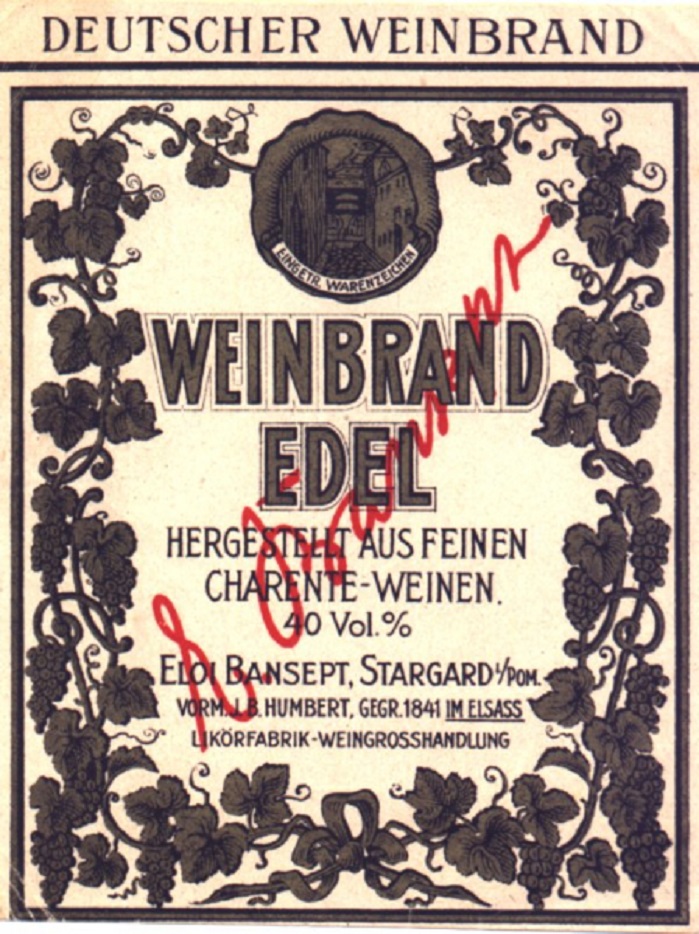 DEUTSCHER WEINBRAND
EINGETR. WARENZEICHEN
WEINBRAND
EDEL
HERGESTELLT AUS FEINEN
CHARENTE-WEINEN.
40 Vol.%
ELOI BANSEPT, STARGARD i/POM.
VORM. J. B. HUMBERT, GEGR. 1841 IM ELSASS
LIKÖRFABRIK-WEINGROSSHANDLUNG
E. Bansept